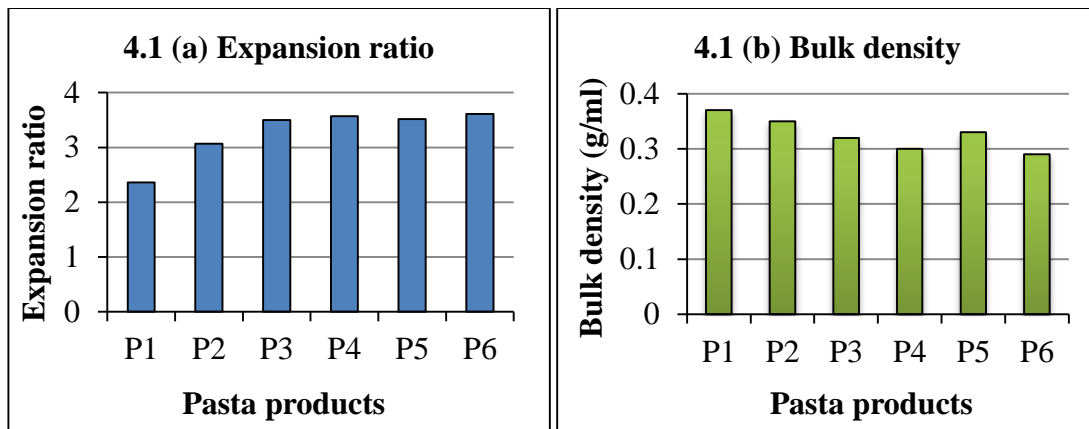 4.1 (a) Expansion ratio
Expansion ratio
4
3
2
1
0
P1 P2 P3 P4 P5 P6
Pasta products
4.1 (b) Bulk density
Bulk density (g/ml)
0.4
0.3
0.2
0.1
0
P1 P2 P3 P4 P5 P6
Pasta products